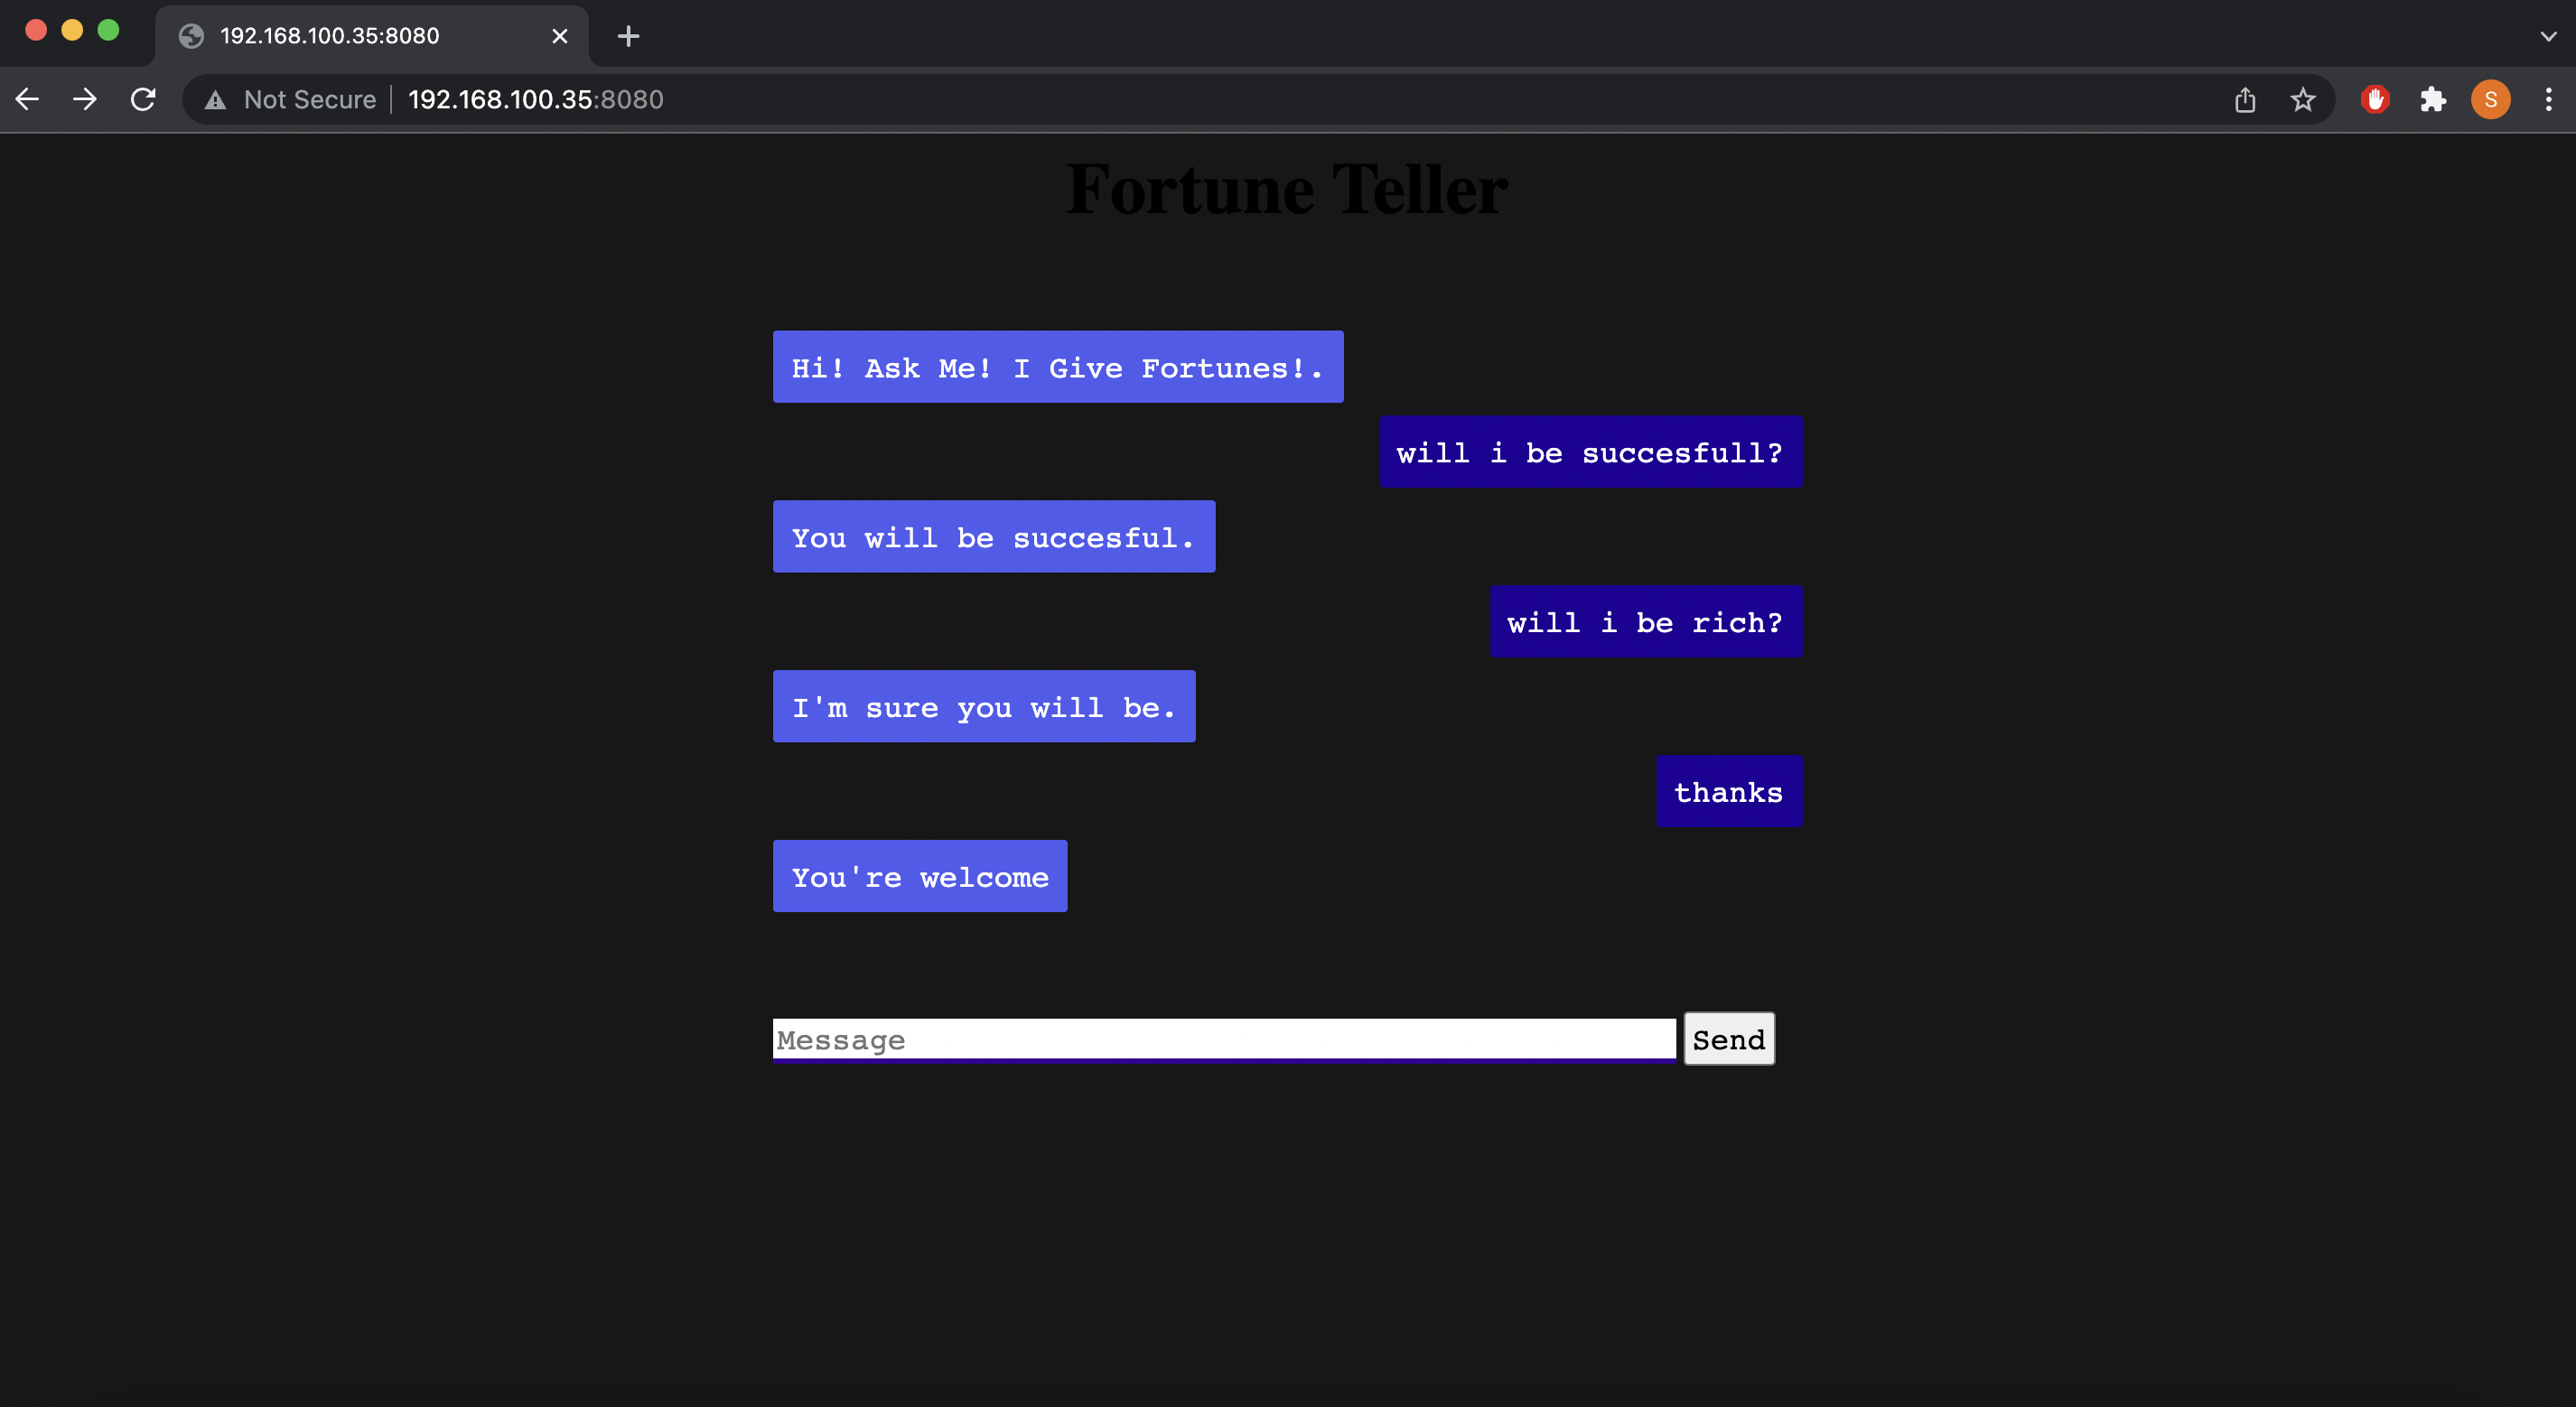 192.168.100.35:8080
Not Secure
192.168.100.35:8080
S
Fortune Teller
Hi! Ask Me! I Give Fortunes!.
will i be succesfull?
You will be succesful.
will i be rich?
I'm sure you will be.
thanks
You're welcome
Message
Send